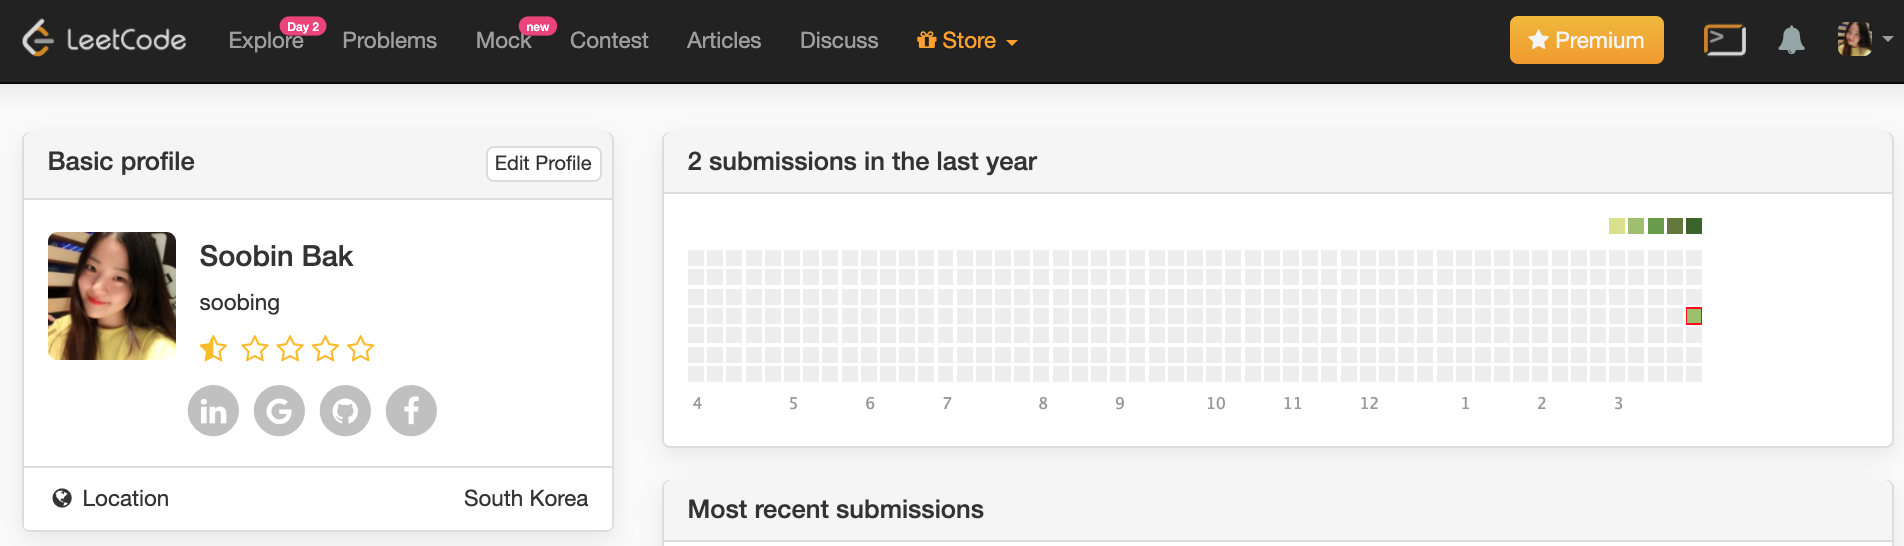 LeetCode Explore Day 2 Problems Mock new Contest Articles Discuss Store Premium
Basic profile
Edit Profile
Soobin Bak
soobing
Location South Korea
2 submissions in the last year
4 5 6 7 8 9 10 11 12 1 2 3
Most recent submissions